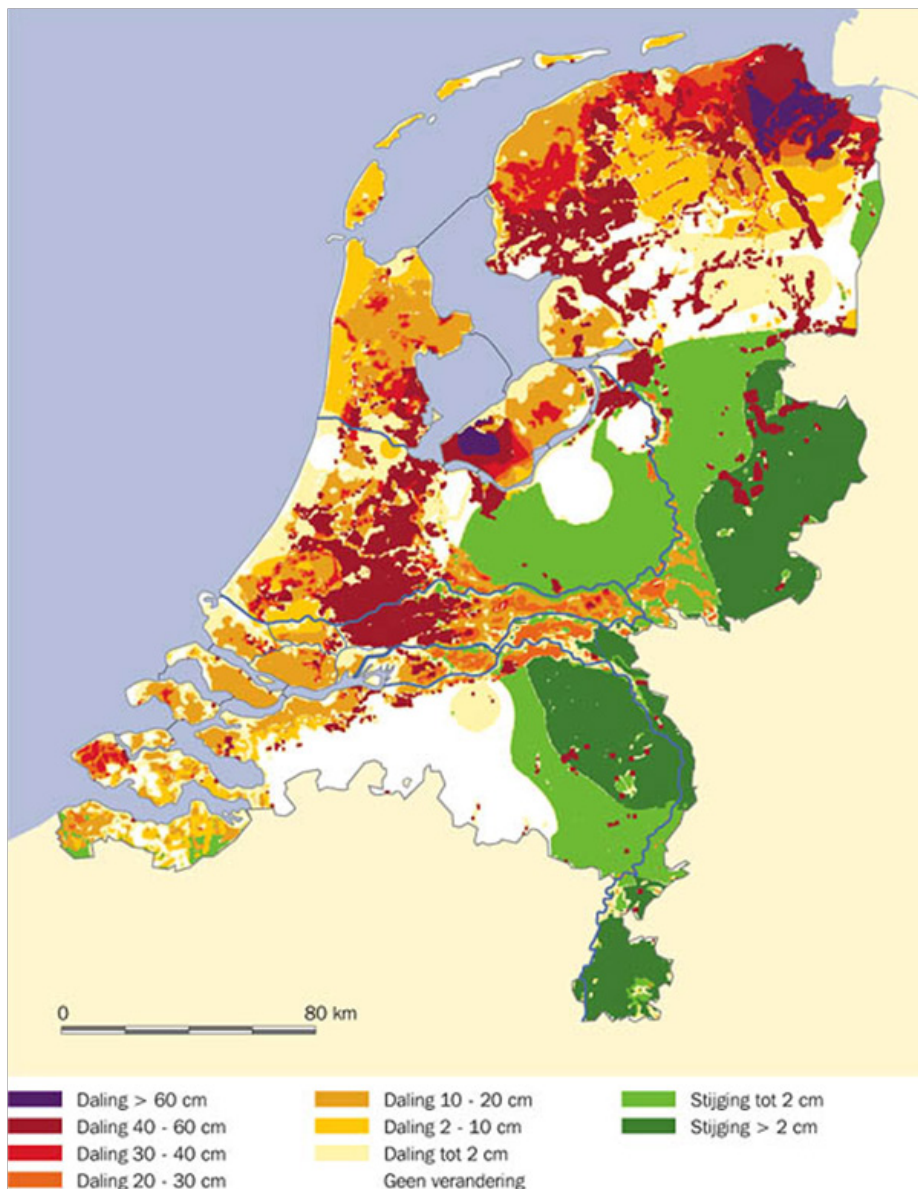 0 80 km
Daling > 60 cm
Daling 40 - 60 cm
Daling 30 - 40 cm
Daling 20 - 30 cm
Daling 10 - 20 cm
Daling 2 - 10 cm
Daling tot 2 cm
Geen verandering
Stijging tot 2 cm
Stijging > 2 cm